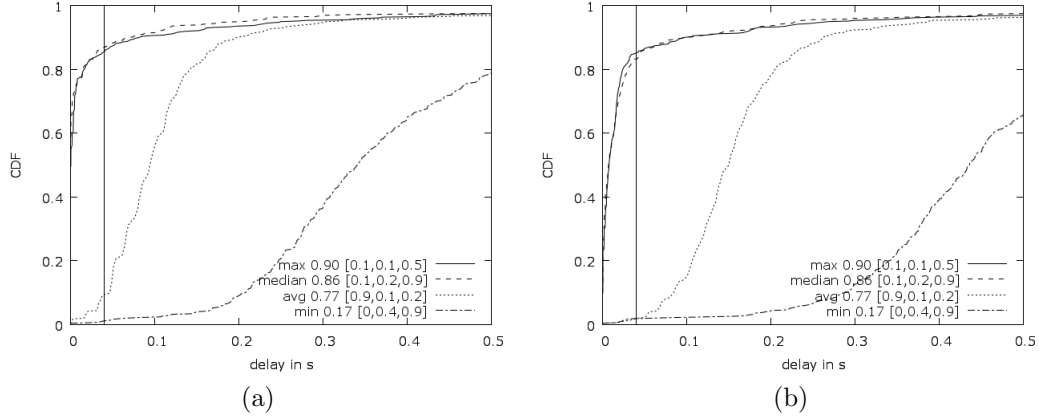 1
0.8
0.6
0.4
0.2
0
0 0.1 0.2 0.3 0.4 0.5
CDF
delay in s
max 0.90 [0.1,0.1,0.5]
median 0.86 [0.1,0.2,0.9]
avg 0.77 [0.9,0.1,0.2]
min 0.17 [0,0.4,0.9]
(a)
1
0.8
0.6
0.4
0.2
0
0 0.1 0.2 0.3 0.4 0.5
CDF
delay in s
max 0.90 [0.1,0.1,0.5]
median 0.86 [0.1,0.2,0.9]
avg 0.77 [0.9,0.1,0.2]
min 0.17 [0,0.4,0.9]
(b)